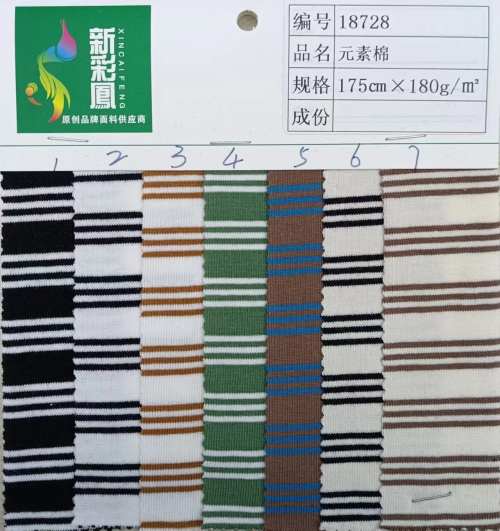 新彩鳳
XINCAIFENG
原创品牌面料供应商
编号 18728
品名 元素棉
规格 175cm×180g/m²
成份
1 2 3 4 5 6 7